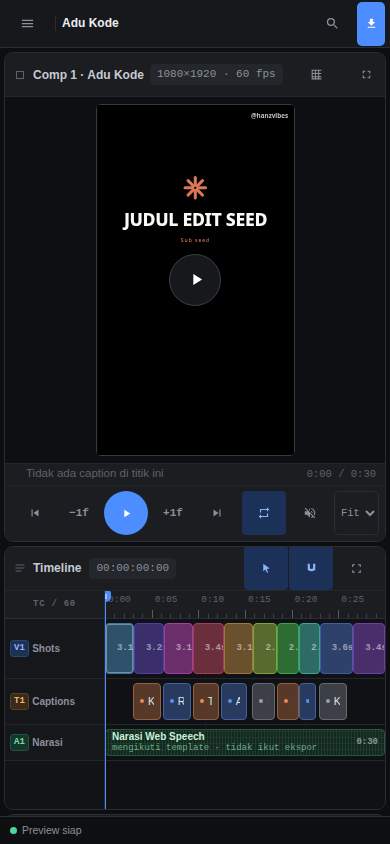 Adu Kode
Comp 1 · Adu Kode
1080×1920 · 60 fps
@hanzvibes
JUDUL EDIT SEED
Sub seed
Tidak ada caption di titik ini
0:00 / 0:30
−1f
+1f
Fit
Timeline
00:00:00:00
TC / 60
0:05
0:10
0:15
0:20
0:25
V1 Shots
3.1 3.2 3.1 3.4s 3.1 2. 2. 2 3.6s 3.4s
T1 Captions
K R T K
A1 Narasi
Narasi Web Speech
mengikuti template · tidak ikut ekspor
0:30
Preview siap